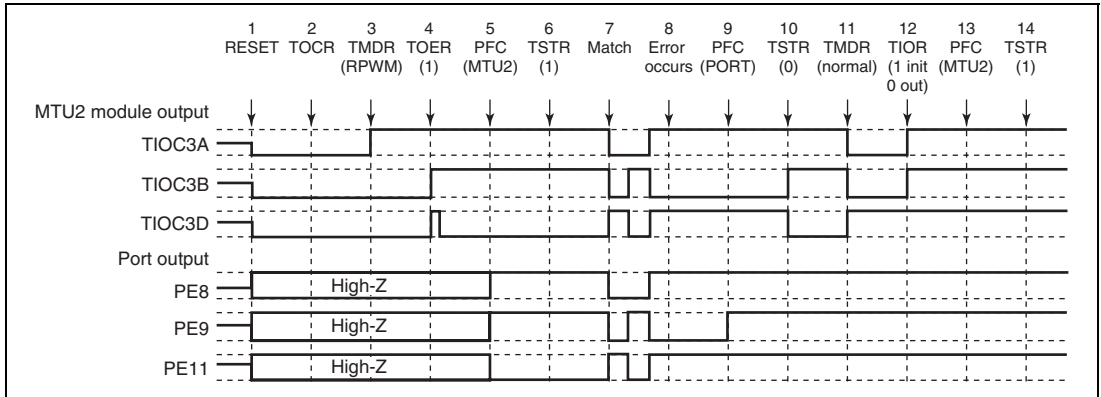 1 2 3 4 5 6 7 8 9 10 11 12 13 14
RESET TOCR TMDR TOER PFC TSTR Match Error PFC TSTR TMDR TIOR PFC TSTR
(RPWM) (1) (MTU2) (1) occurs (PORT) (0) (normal) (1 init (MTU2) (1)
0 out)
MTU2 module output
TIOC3A
TIOC3B
TIOC3D
Port output
PE8 High-Z
PE9 High-Z
PE11 High-Z